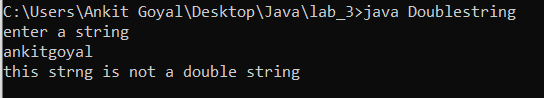 C:\Users\Ankit Goyal\Desktop\Java\lab_3>java Doublestring
enter a string
ankitgoyal
this strng is not a double string